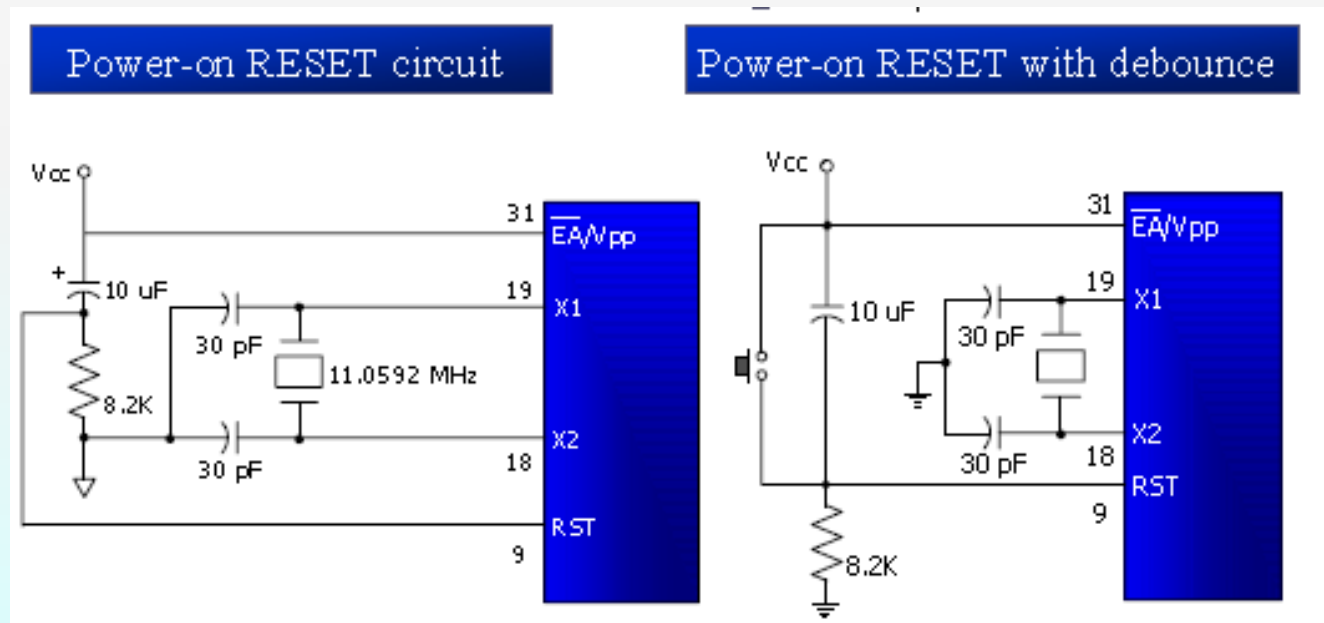 Power-on RESET circuit
Power-on RESET with debounce
Vcc
31
EA/Vpp
+
10 uF
19
X1
30 pF
11.0592 MHz
8.2K
X2
30 pF
18
RST
9
Vcc
31
EA/Vpp
19
X1
10 uF
30 pF
X2
30 pF
18
RST
9
8.2K